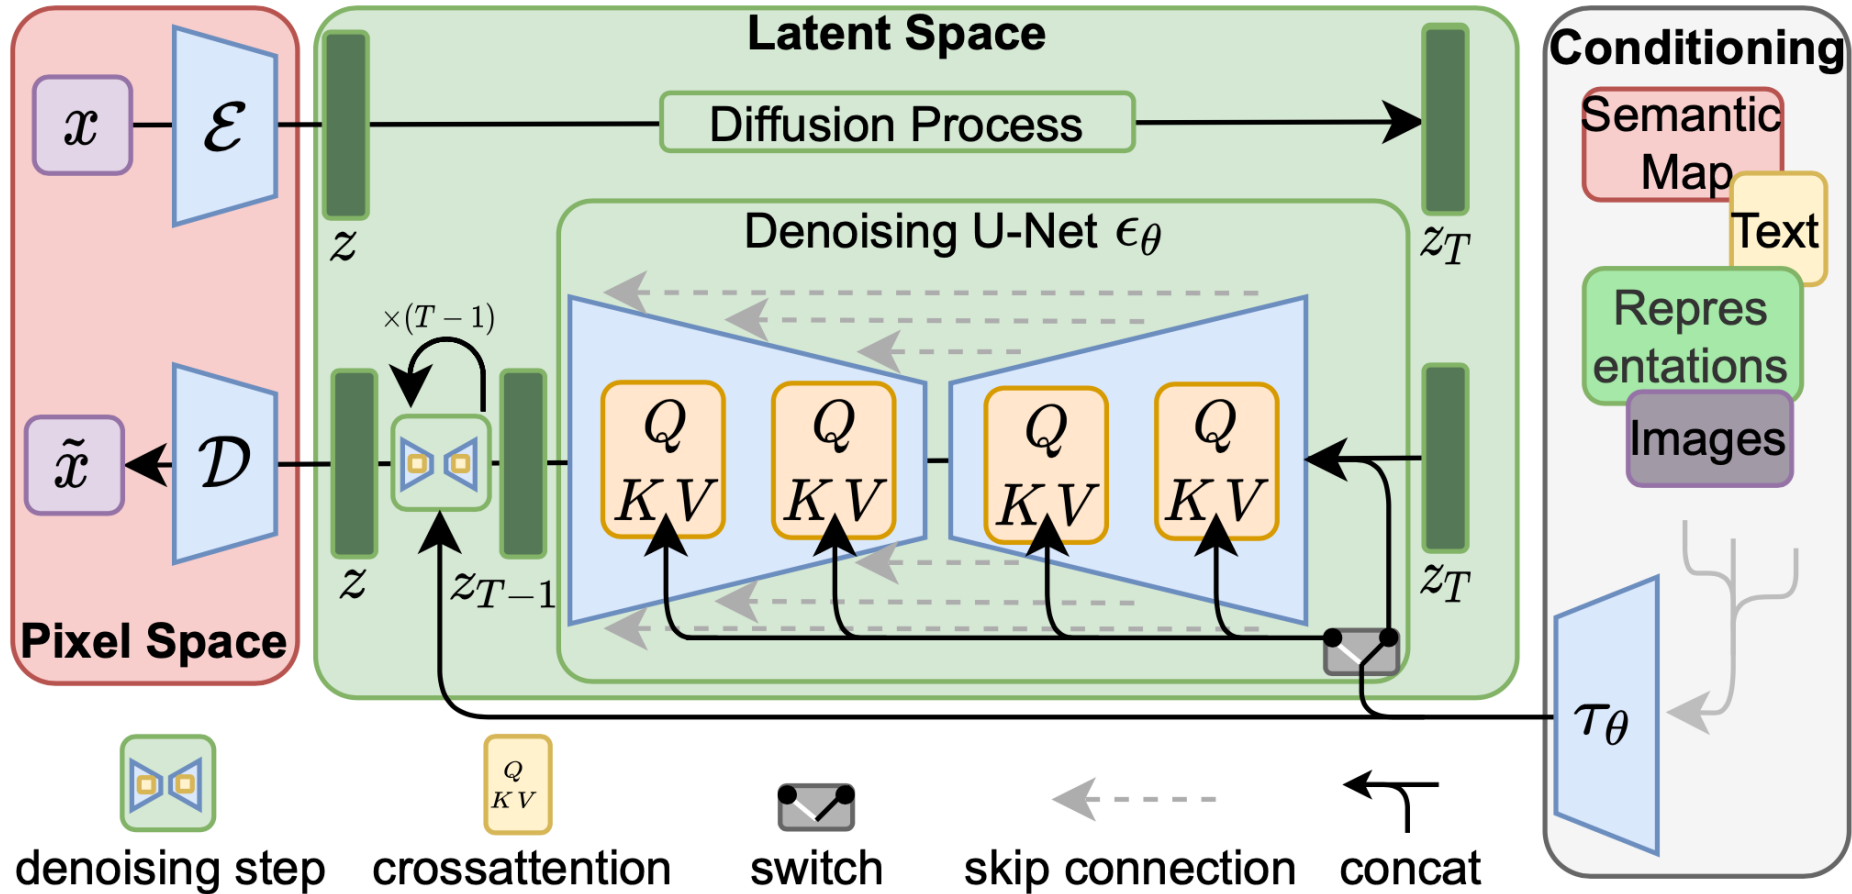 Latent Space
Conditioning
x
ℰ
Diffusion Process
z
z_T
Semantic
Map
Text
Repres
entations
Images
Denoising U-Net ϵ_θ
×(T − 1)
x̃
𝒟
z
z_{T−1}
Q
K V
Q
K V
Q
K V
Q
K V
z_T
Pixel Space
τ_θ
Q
K V
denoising step
crossattention
switch
skip connection
concat